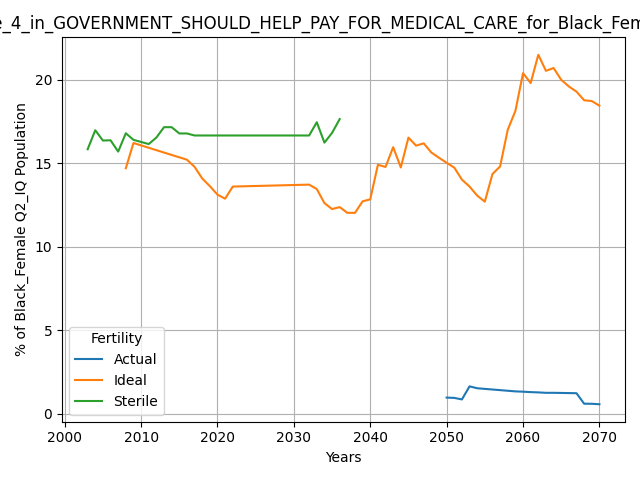 e_4_in_GOVERNMENT_SHOULD_HELP_PAY_FOR_MEDICAL_CARE_for_Black_Fem
% of Black_Female Q2_IQ Population
20
15
10
5
0
Fertility
Actual
Ideal
Sterile
2000 2010 2020 2030 2040 2050 2060 2070
Years